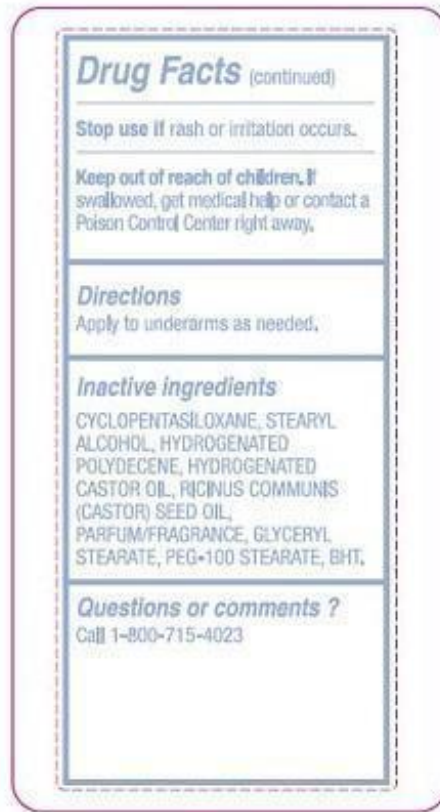 Drug Facts (continued)
Stop use if rash or irritation occurs.
Keep out of reach of children. If
swallowed, get medical help or contact a
Poison Control Center right away.
Directions
Apply to underarms as needed.
Inactive ingredients
CYCLOPENTASILOXANE, STEARYL
ALCOHOL, HYDROGENATED
POLYDECENE, HYDROGENATED
CASTOR OIL, RICINUS COMMUNIS
(CASTOR) SEED OIL,
PARFUM/FRAGRANCE, GLYCERYL
STEARATE, PEG-100 STEARATE, BHT.
Questions or comments ?
Call 1-800-715-4023